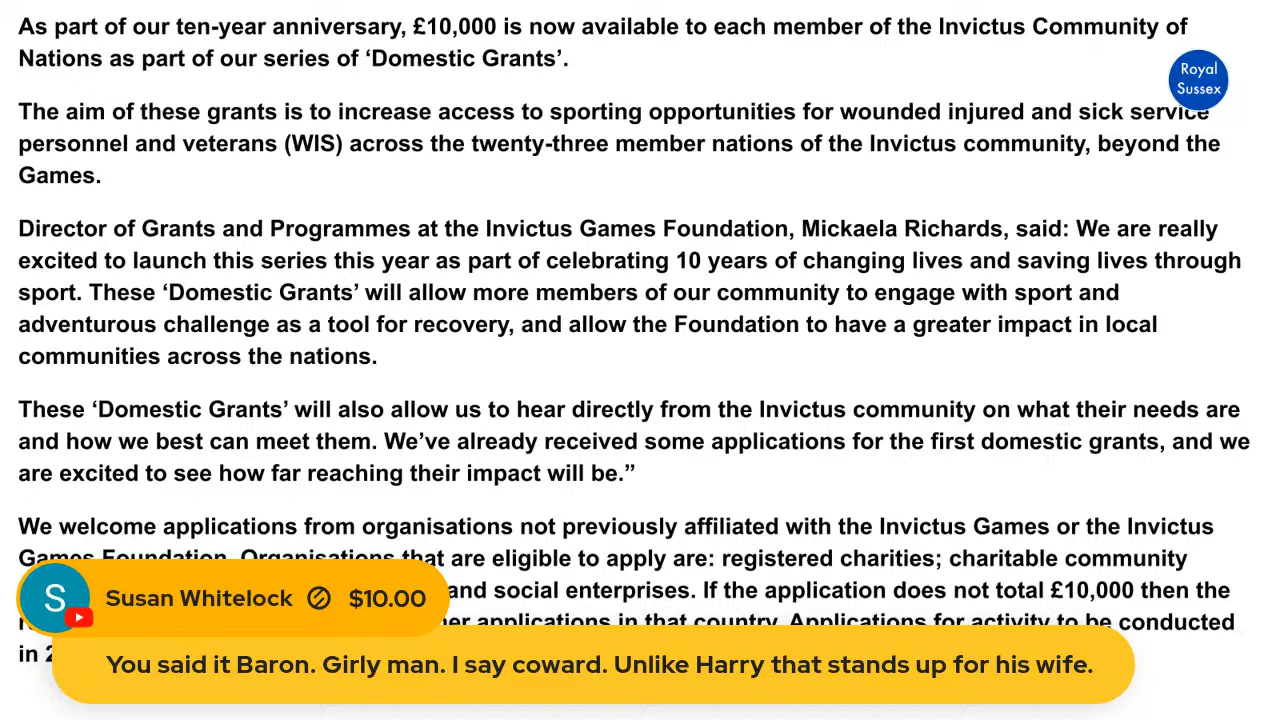 As part of our ten-year anniversary, £10,000 is now available to each member of the Invictus Community of
Nations as part of our series of ‘Domestic Grants’.
Royal
Sussex
The aim of these grants is to increase access to sporting opportunities for wounded injured and sick service
personnel and veterans (WIS) across the twenty-three member nations of the Invictus community, beyond the
Games.
Director of Grants and Programmes at the Invictus Games Foundation, Mickaela Richards, said: We are really
excited to launch this series this year as part of celebrating 10 years of changing lives and saving lives through
sport. These ‘Domestic Grants’ will allow more members of our community to engage with sport and
adventurous challenge as a tool for recovery, and allow the Foundation to have a greater impact in local
communities across the nations.
These ‘Domestic Grants’ will also allow us to hear directly from the Invictus community on what their needs are
and how we best can meet them. We’ve already received some applications for the first domestic grants, and we
are excited to see how far reaching their impact will be.”
We welcome applications from organisations not previously affiliated with the Invictus Games or the Invictus
Games Foundation. Organisations that are eligible to apply are: registered charities; charitable community
and social enterprises. If the application does not total £10,000 then the
applications in that country. Applications for activity to be conducted
in
S
Susan Whitelock $10.00
You said it Baron. Girly man. I say coward. Unlike Harry that stands up for his wife.